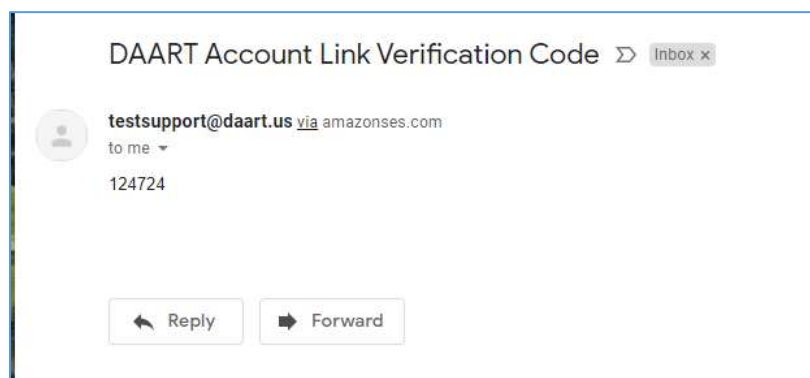 DAART Account Link Verification Code Inbox x
testsupport@daart.us via amazonses.com
to me
124724
Reply Forward